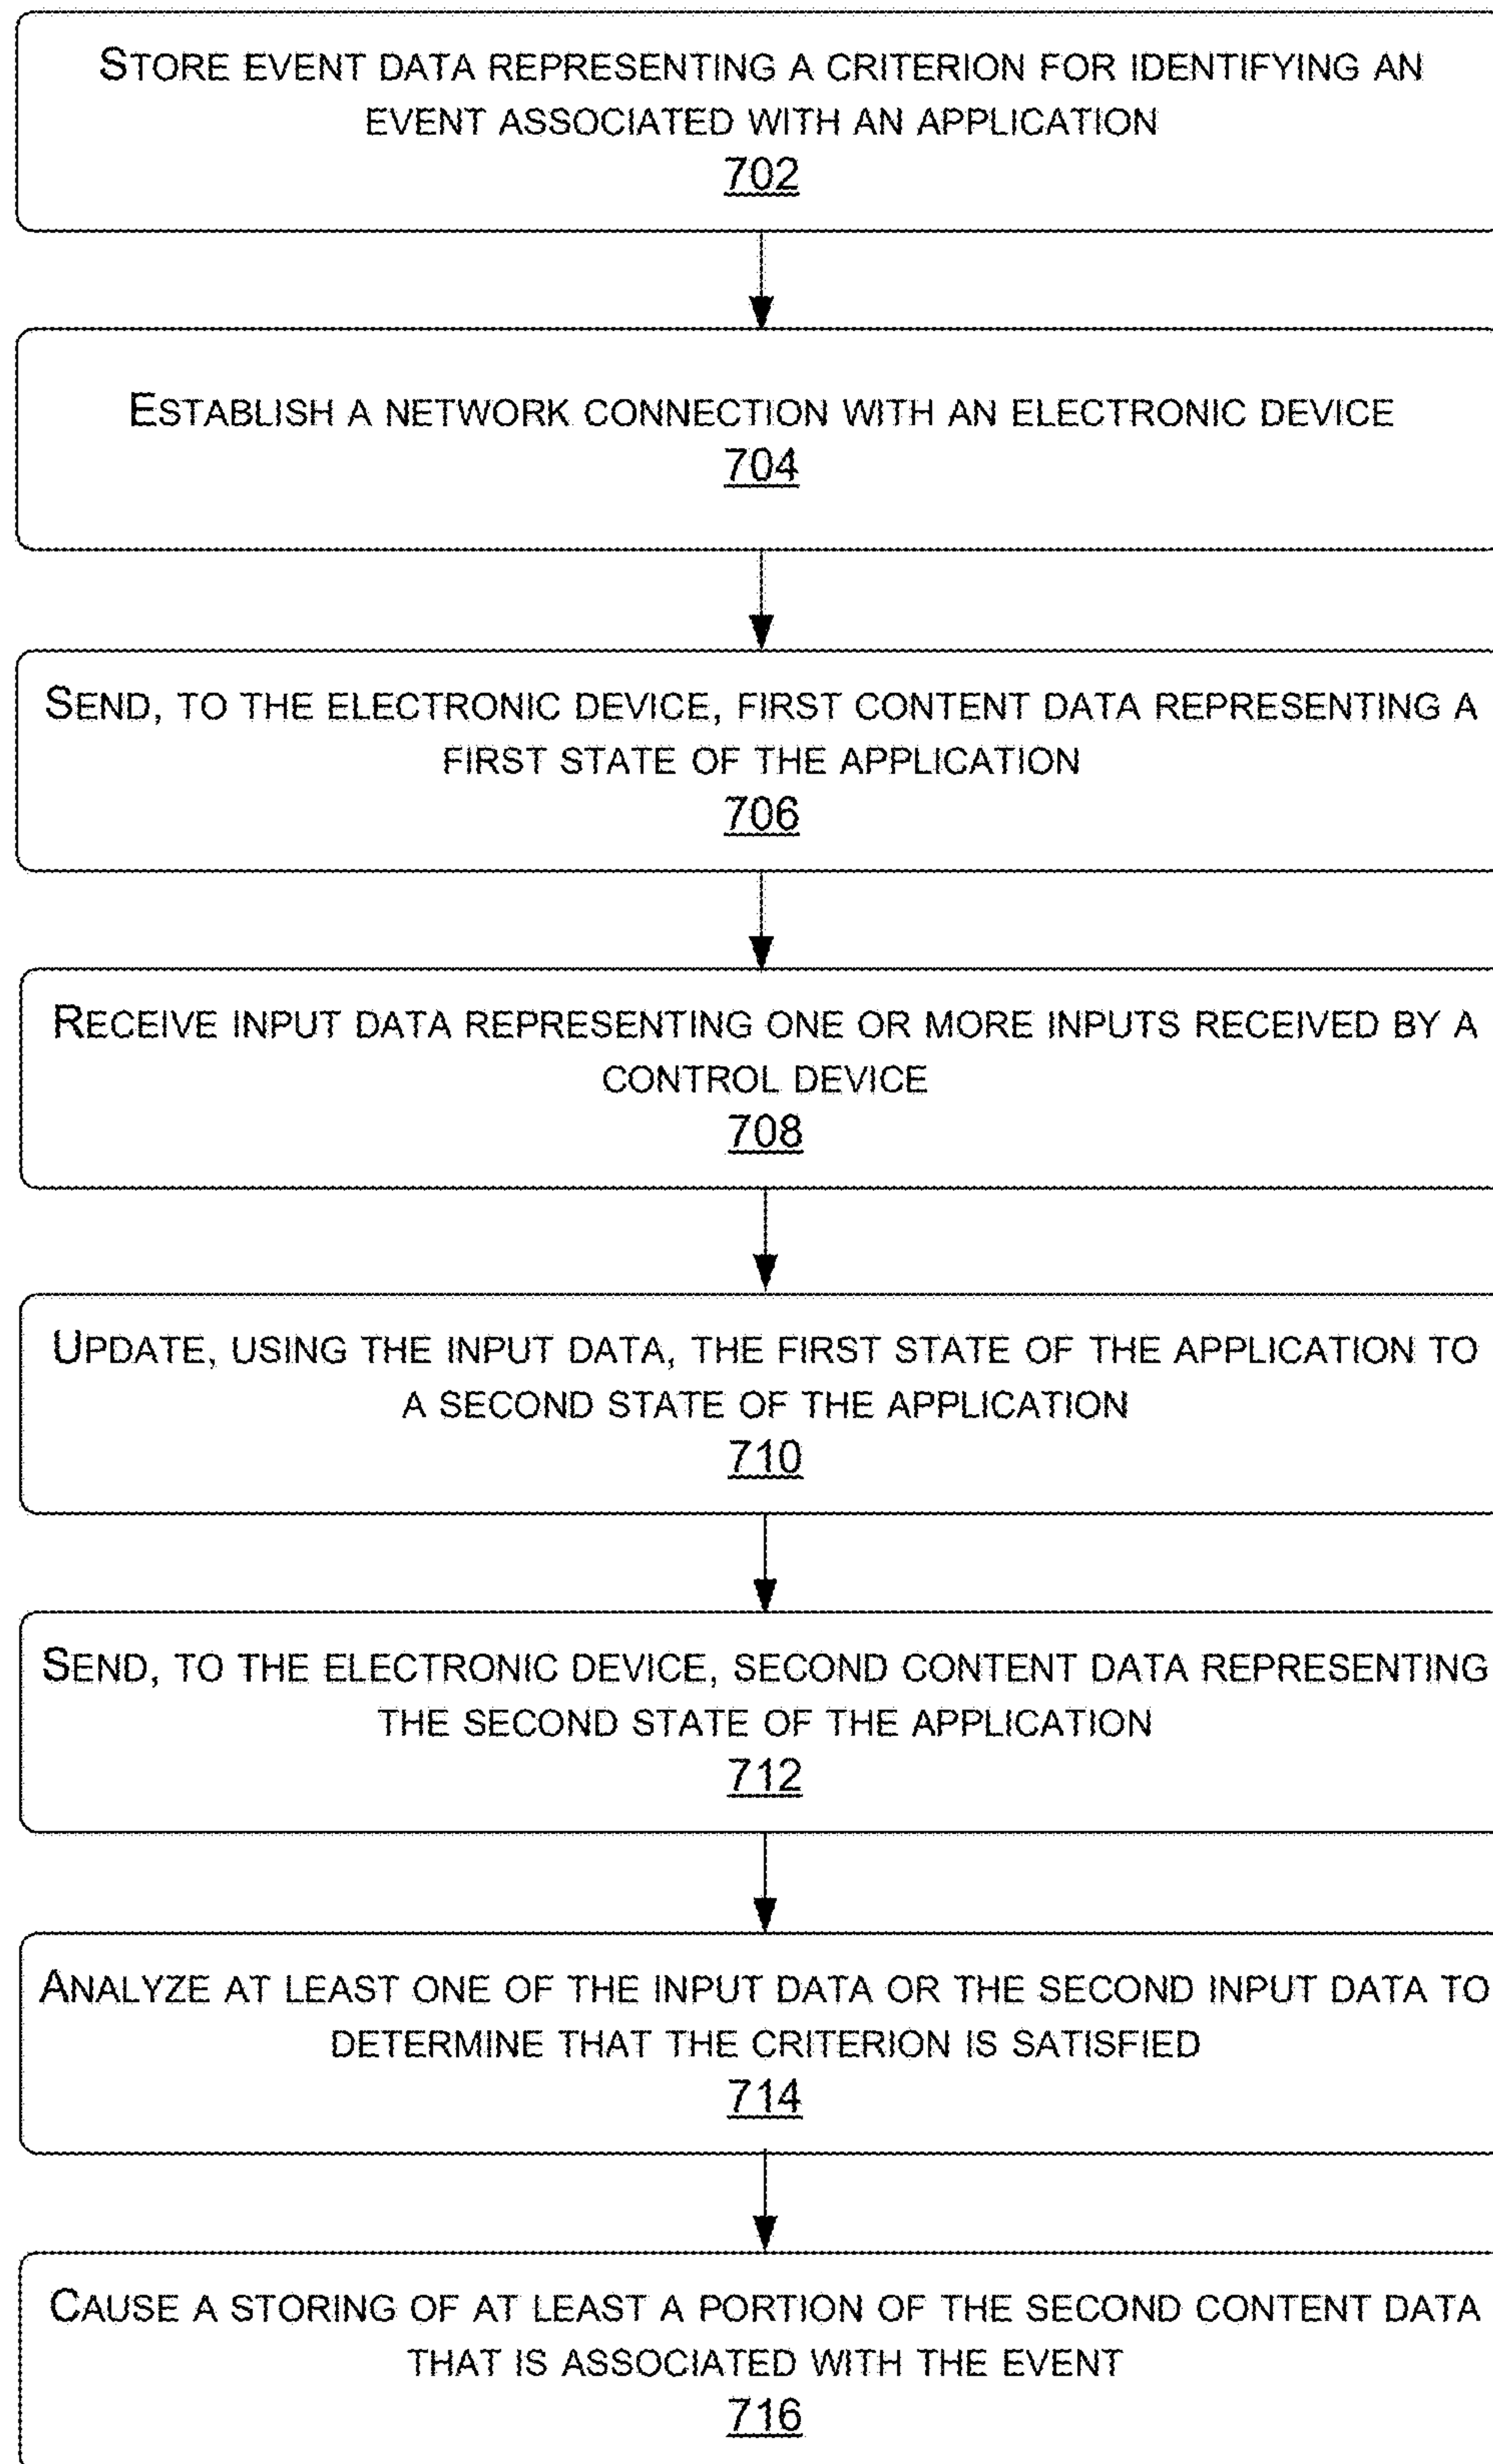 STORE EVENT DATA REPRESENTING A CRITERION FOR IDENTIFYING AN
EVENT ASSOCIATED WITH AN APPLICATION
702
ESTABLISH A NETWORK CONNECTION WITH AN ELECTRONIC DEVICE
704
SEND, TO THE ELECTRONIC DEVICE, FIRST CONTENT DATA REPRESENTING A
FIRST STATE OF THE APPLICATION
706
RECEIVE INPUT DATA REPRESENTING ONE OR MORE INPUTS RECEIVED BY A
CONTROL DEVICE
708
UPDATE, USING THE INPUT DATA, THE FIRST STATE OF THE APPLICATION TO
A SECOND STATE OF THE APPLICATION
710
SEND, TO THE ELECTRONIC DEVICE, SECOND CONTENT DATA REPRESENTING
THE SECOND STATE OF THE APPLICATION
712
ANALYZE AT LEAST ONE OF THE INPUT DATA OR THE SECOND INPUT DATA TO
DETERMINE THAT THE CRITERION IS SATISFIED
714
CAUSE A STORING OF AT LEAST A PORTION OF THE SECOND CONTENT DATA
THAT IS ASSOCIATED WITH THE EVENT
716